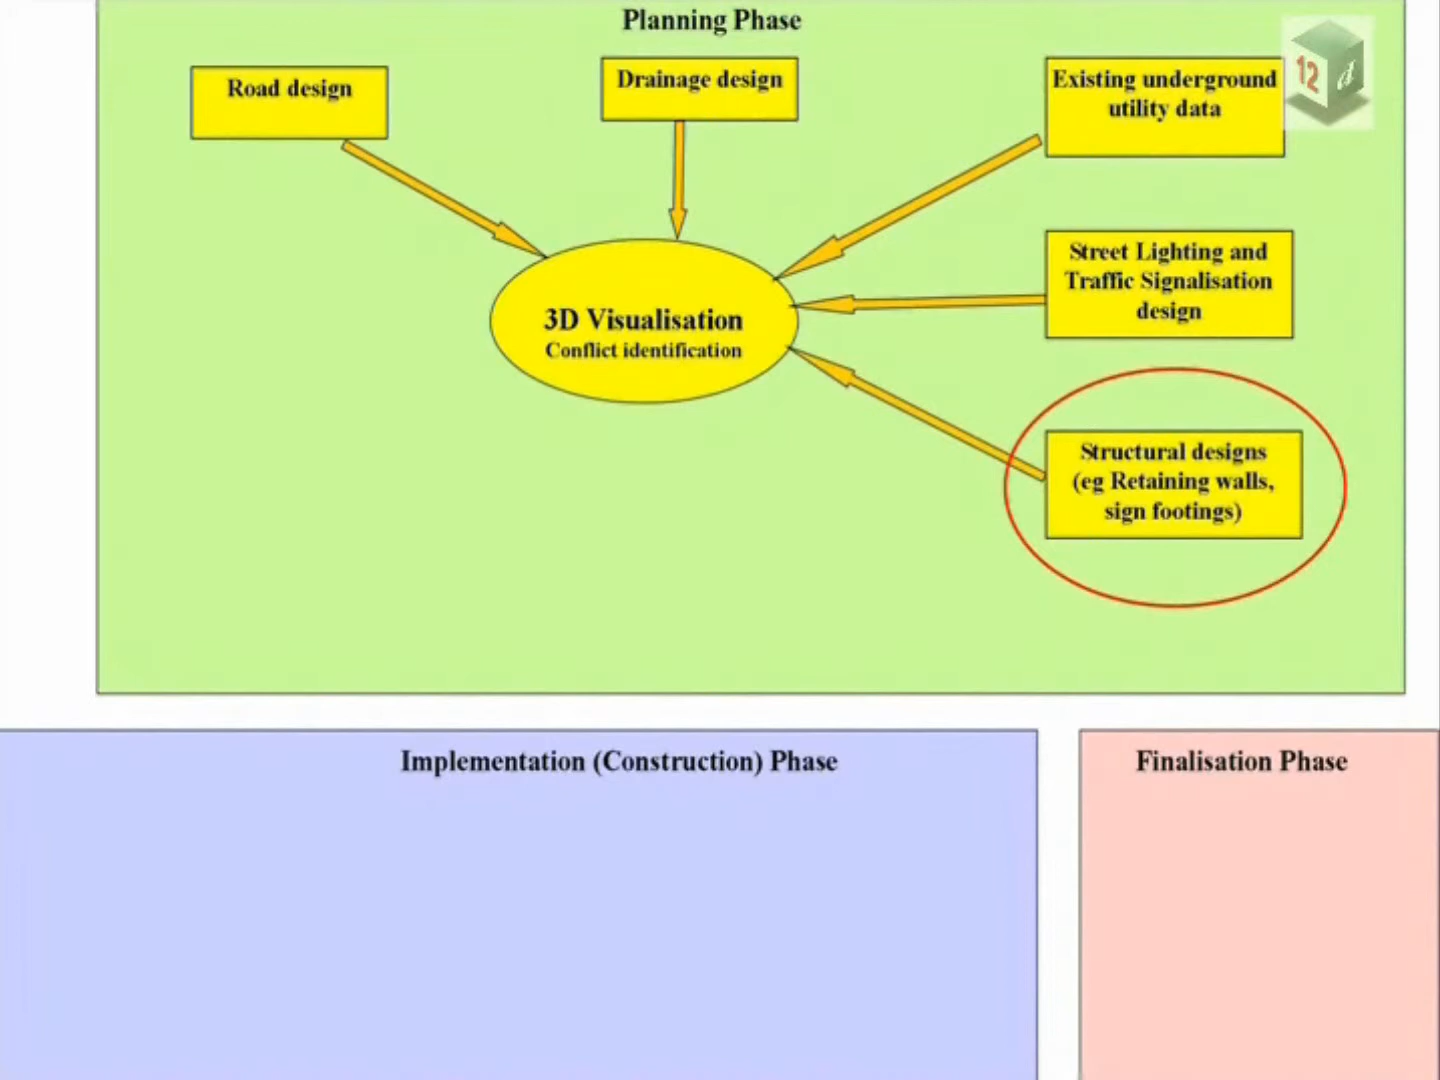 Planning Phase
Road design
Drainage design
Existing underground
utility data
12
d
Street Lighting and
Traffic Signalisation
design
3D Visualisation
Conflict identification
Structural designs
(eg Retaining walls,
sign footings)
Implementation (Construction) Phase
Finalisation Phase